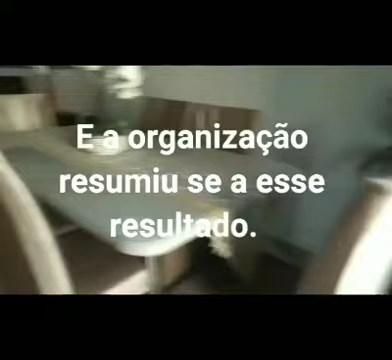 E a organização
resumiu se a esse
resultado.